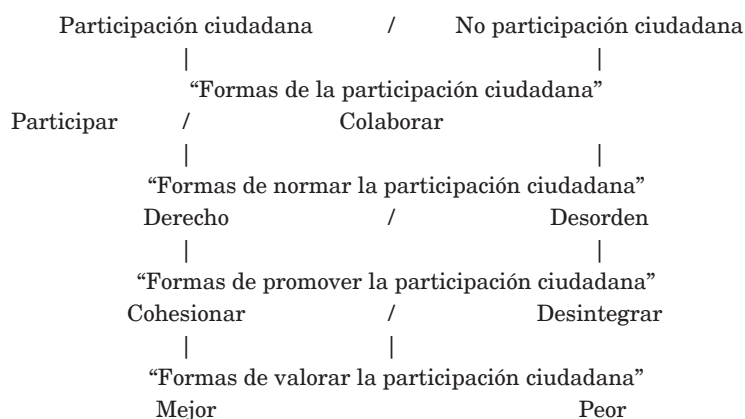 Participación ciudadana / No participación ciudadana
| |
“Formas de la participación ciudadana”
Participar / Colaborar
| |
“Formas de normar la participación ciudadana”
Derecho / Desorden
| |
“Formas de promover la participación ciudadana”
Cohesionar / Desintegrar
| |
“Formas de valorar la participación ciudadana”
Mejor Peor